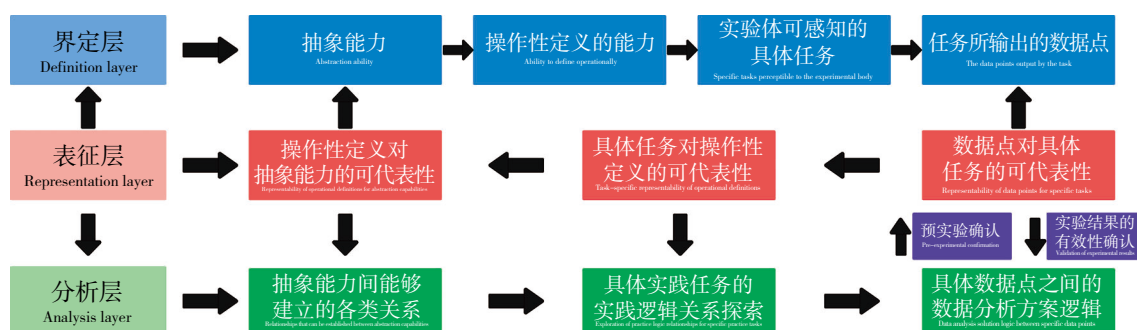 界定层
Definition layer
抽象能力
Abstraction ability
操作性定义的能力
Ability to define operationally
实验体可感知的
具体任务
Specific tasks perceptible to the experimental body
任务所输出的数据点
The data points output by the task
表征层
Representation layer
操作性定义对
抽象能力的可代表性
Representability of operational definitions for abstraction capabilities
具体任务对操作性
定义的可代表性
Task-specific representability of operational definitions
数据点对具体
任务的可代表性
Representability of data points for specific tasks
预实验确认
Pre-experimental confirmation
实验结果的
有效性确认
Validation of experimental results
分析层
Analysis layer
抽象能力间能够
建立的各类关系
Relationships that can be established between abstraction capabilities
具体实践任务的
实践逻辑关系探索
Exploration of practice logic relationships for specific practice tasks
具体数据点之间的
数据分析方案逻辑
Data analysis solution logic between specific data points